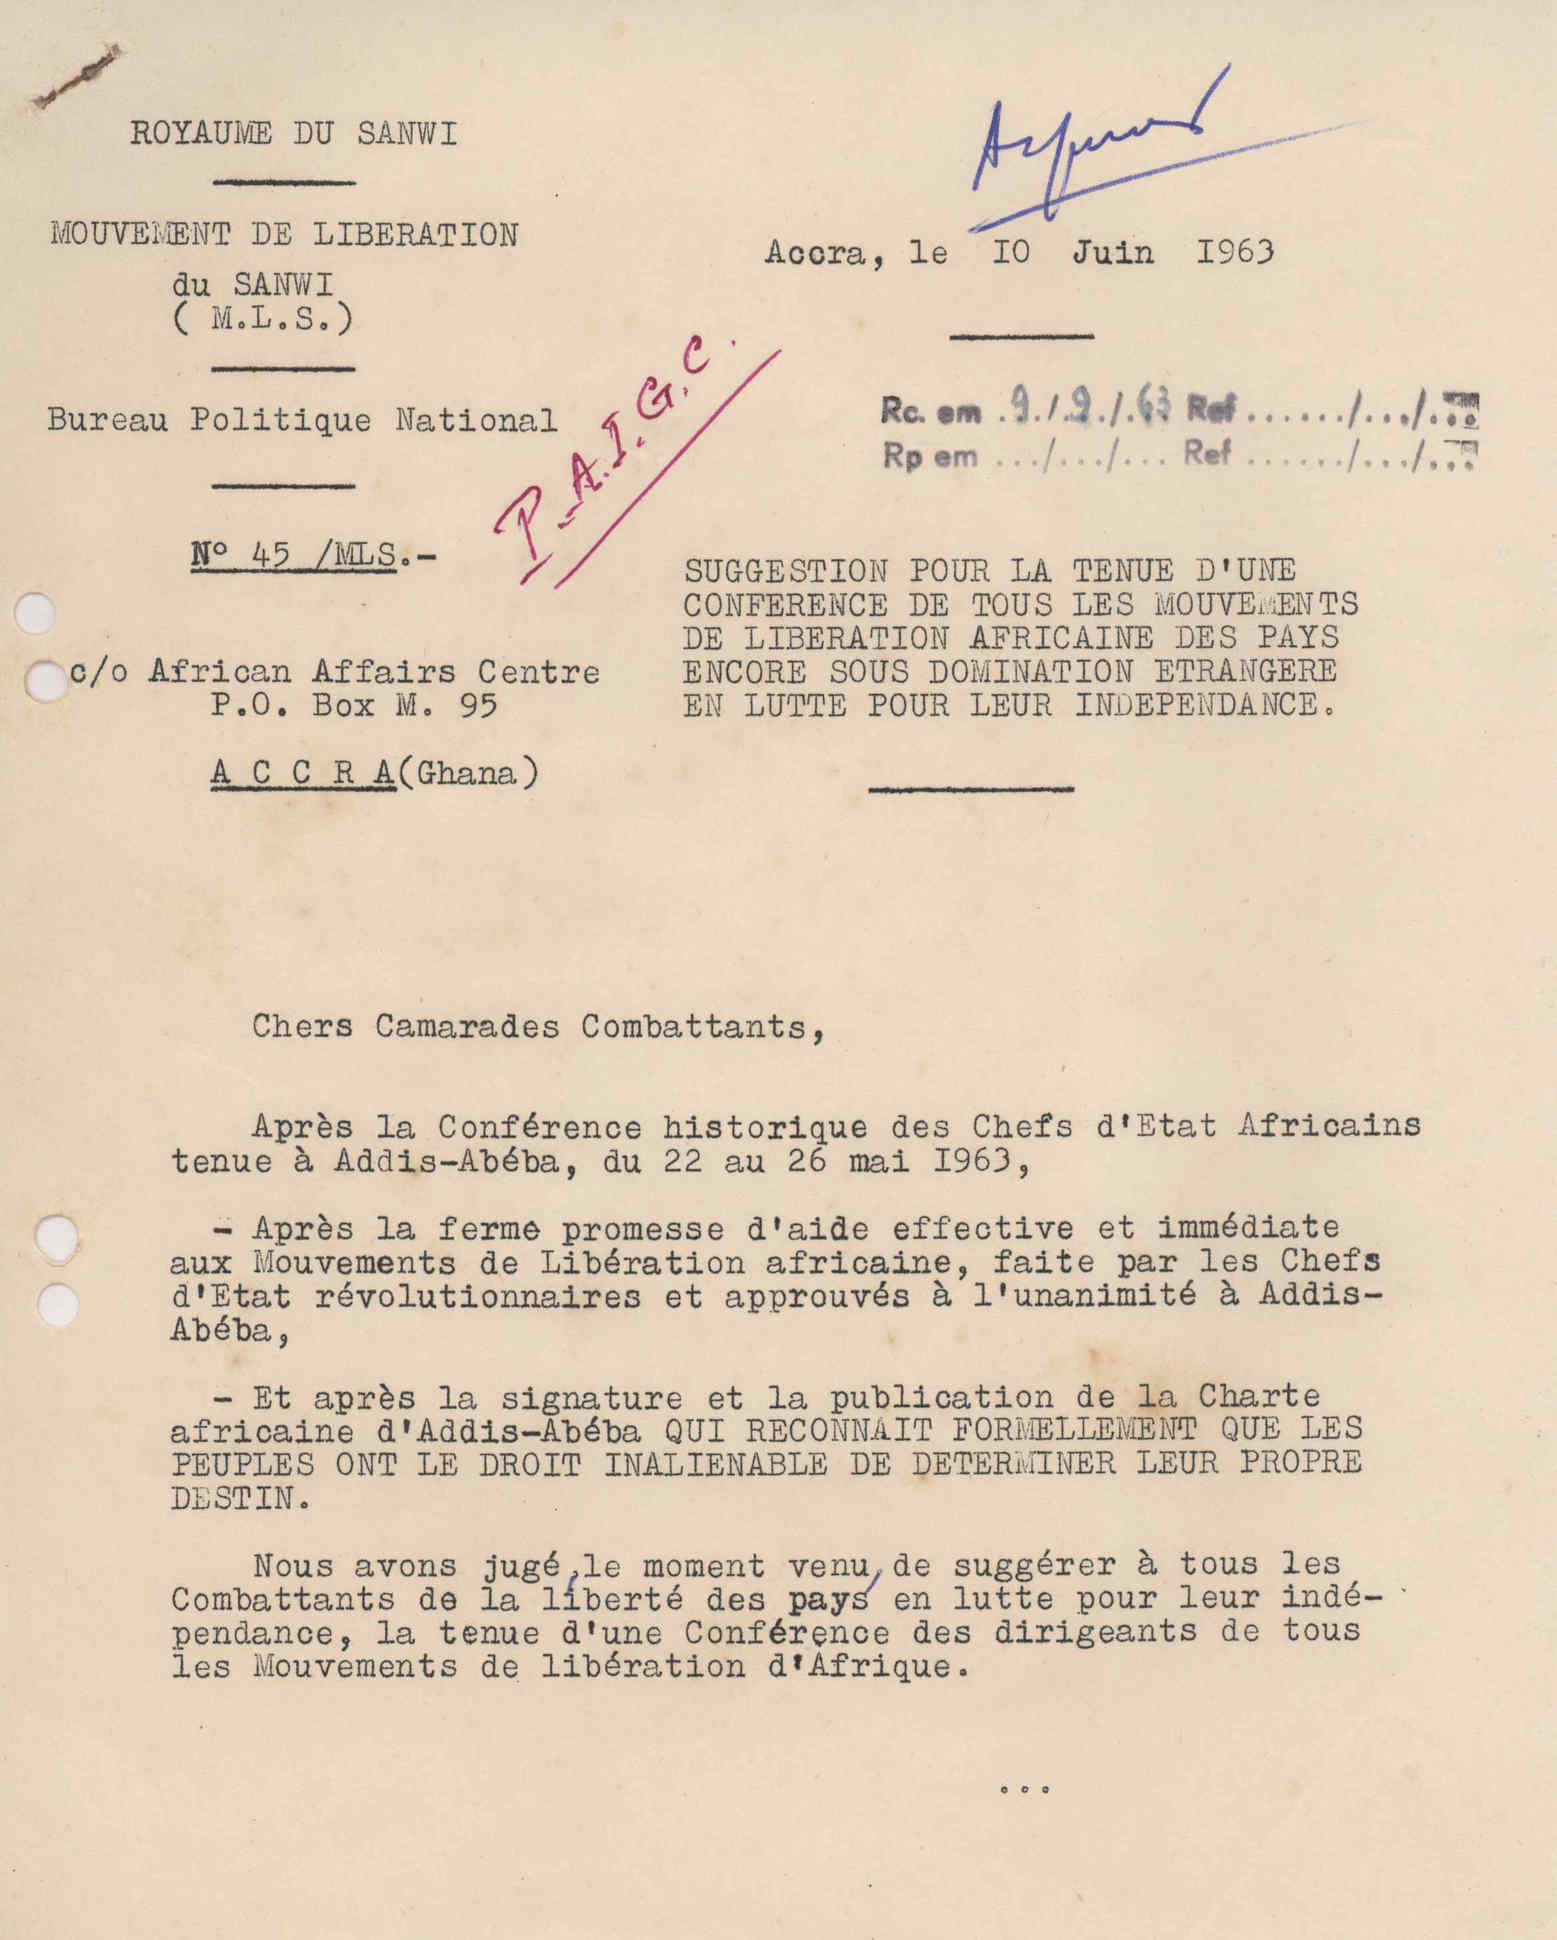 ROYAUME DU SANWI
MOUVEMENT DE LIBERATION
du SANWI
( M.L.S.)
Bureau Politique National
N° 45 /MLS.-
c/o African Affairs Centre
P.O. Box M. 95
A C C R A(Ghana)
P.A.I.G.C.
Accra, le IO Juin I963
Rc. em .9./.9./.63 Ref ....../.../...
Rp em .../.../... Ref ....../.../...
SUGGESTION POUR LA TENUE D'UNE
CONFERENCE DE TOUS LES MOUVEMENTS
DE LIBERATION AFRICAINE DES PAYS
ENCORE SOUS DOMINATION ETRANGERE
EN LUTTE POUR LEUR INDEPENDANCE.
Chers Camarades Combattants,
Après la Conférence historique des Chefs d'Etat Africains
tenue à Addis-Abéba, du 22 au 26 mai I963,
- Après la ferme promesse d'aide effective et immédiate
aux Mouvements de Libération africaine, faite par les Chefs
d'Etat révolutionnaires et approuvés à l'unanimité à Addis-
Abéba,
- Et après la signature et la publication de la Charte
africaine d'Addis-Abéba QUI RECONNAIT FORMELLEMENT QUE LES
PEUPLES ONT LE DROIT INALIENABLE DE DETERMINER LEUR PROPRE
DESTIN.
Nous avons jugé,le moment venu,de suggérer à tous les
Combattants de la liberté des pays en lutte pour leur indé-
pendance, la tenue d'une Conférence des dirigeants de tous
les Mouvements de libération d'Afrique.
...